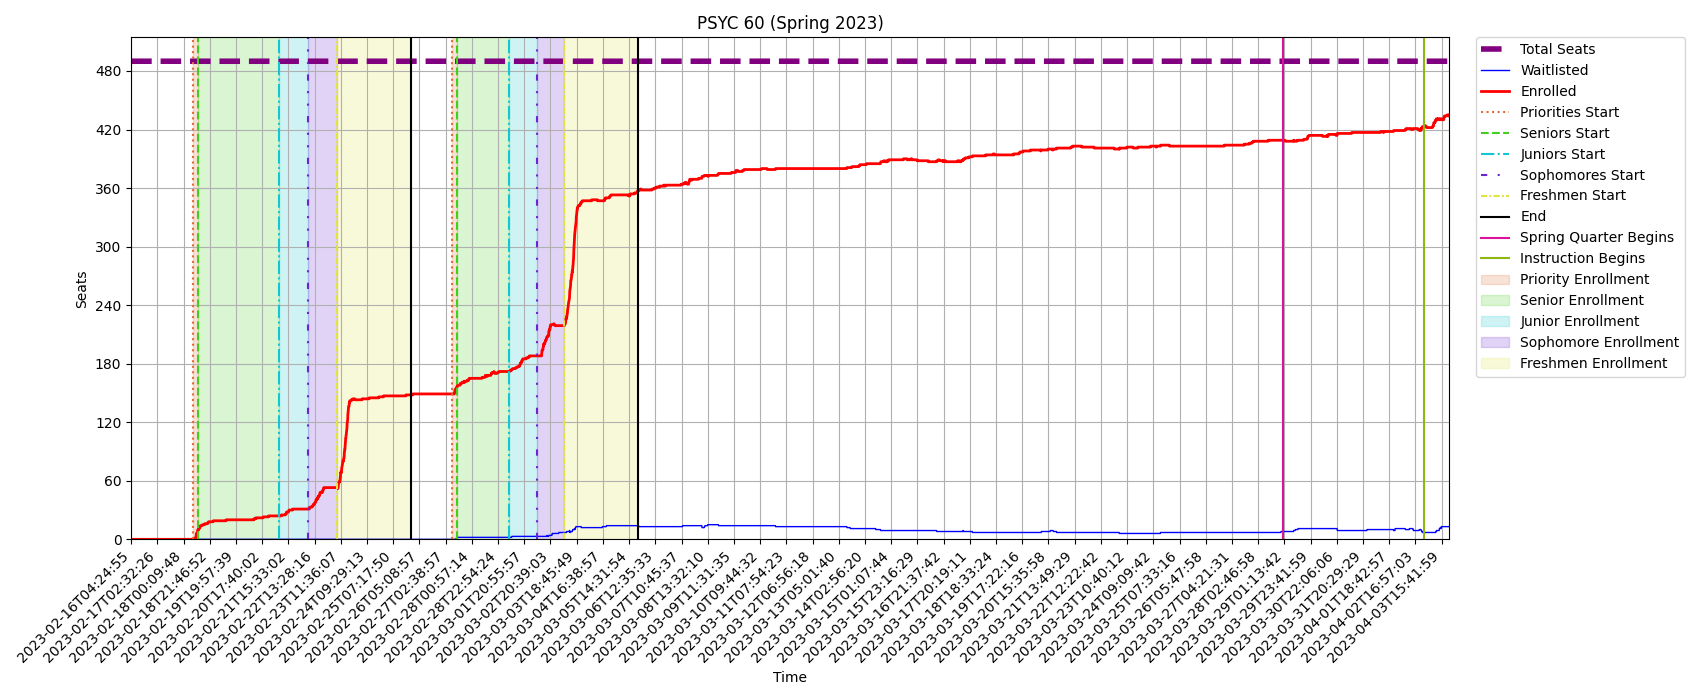 PSYC 60 (Spring 2023)
Seats
480
420
360
300
240
180
120
60
0
2023-02-16T04:24:55
2023-02-17T02:32:26
2023-02-18T00:09:48
2023-02-18T21:46:52
2023-02-19T19:57:39
2023-02-20T17:40:02
2023-02-21T15:33:02
2023-02-22T13:28:16
2023-02-23T11:36:07
2023-02-24T09:29:13
2023-02-25T07:17:50
2023-02-26T05:08:57
2023-02-27T02:38:57
2023-02-28T00:57:14
2023-02-28T22:54:24
2023-03-01T20:55:57
2023-03-02T20:39:03
2023-03-03T18:45:49
2023-03-04T16:38:57
2023-03-05T14:31:54
2023-03-06T12:35:33
2023-03-07T10:45:37
2023-03-08T13:32:10
2023-03-09T11:31:35
2023-03-10T09:44:32
2023-03-11T07:54:23
2023-03-12T06:56:18
2023-03-13T05:01:40
2023-03-14T02:56:20
2023-03-15T01:07:44
2023-03-15T23:16:29
2023-03-16T21:37:42
2023-03-17T20:19:11
2023-03-18T18:33:24
2023-03-19T17:22:16
2023-03-20T15:35:58
2023-03-21T13:49:29
2023-03-22T12:22:42
2023-03-23T10:40:12
2023-03-24T09:09:42
2023-03-25T07:33:16
2023-03-26T05:47:58
2023-03-27T04:21:31
2023-03-28T02:46:58
2023-03-29T01:13:42
2023-03-29T23:41:59
2023-03-30T22:06:06
2023-03-31T20:29:29
2023-04-01T18:42:57
2023-04-02T16:57:03
2023-04-03T15:41:59
Time
Total Seats
Waitlisted
Enrolled
Priorities Start
Seniors Start
Juniors Start
Sophomores Start
Freshmen Start
End
Spring Quarter Begins
Instruction Begins
Priority Enrollment
Senior Enrollment
Junior Enrollment
Sophomore Enrollment
Freshmen Enrollment